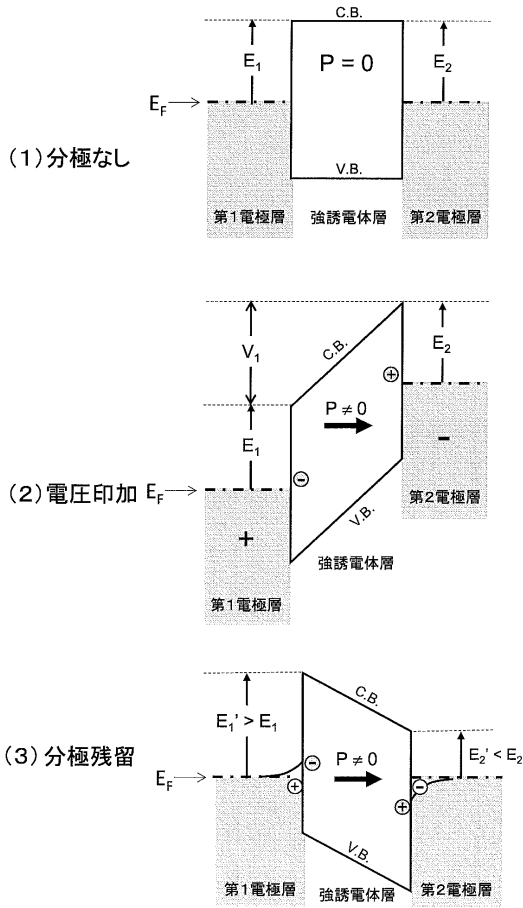 C.B.
E1
P = 0
E2
EF
(1)分極なし
V.B.
第1電極層
強誘電体層
第2電極層
V1
C.B.
E2
P ≠ 0
E1
(2)電圧印加
EF
V.B.
第2電極層
強誘電体層
第1電極層
C.B.
E1' > E1
P ≠ 0
E2' < E2
(3)分極残留
EF
V.B.
第1電極層
強誘電体層
第2電極層